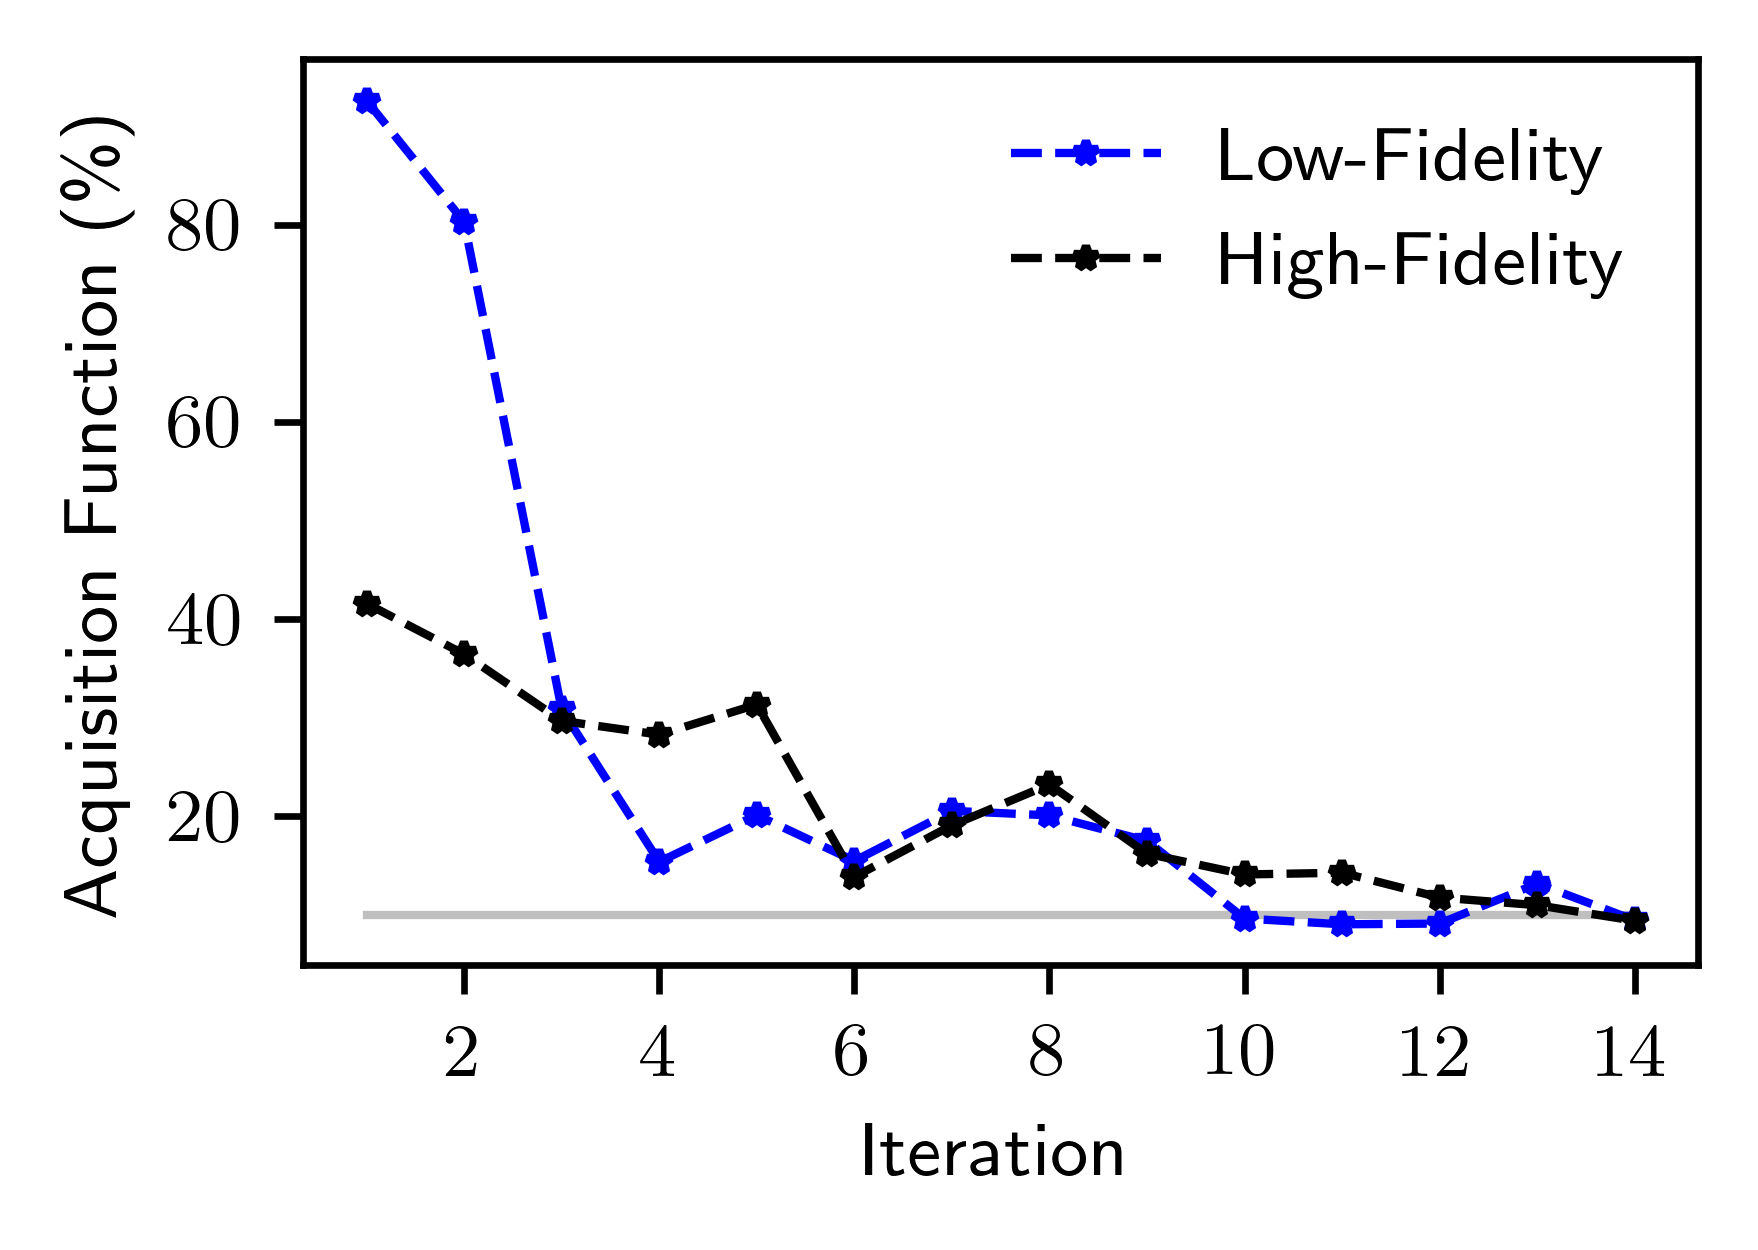 Acquisition Function (%)
80
60
40
20
Low-Fidelity
High-Fidelity
2 4 6 8 10 12 14
Iteration